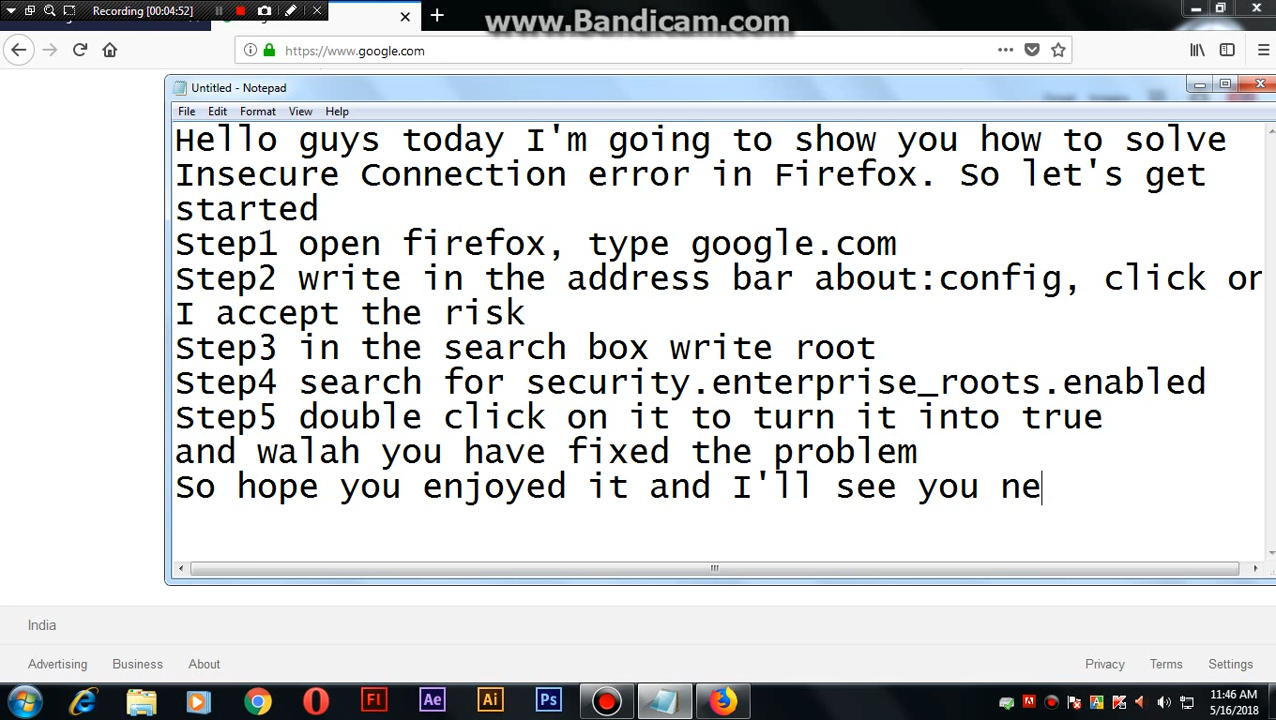 Recording [00:04:52]
www.Bandicam.com
https://www.google.com
Untitled - Notepad
File Edit Format View Help
Hello guys today I'm going to show you how to solve
Insecure Connection error in Firefox. So let's get
started
Step1 open firefox, type google.com
Step2 write in the address bar about:config, click on
I accept the risk
Step3 in the search box write root
Step4 search for security.enterprise_roots.enabled
Step5 double click on it to turn it into true
and walah you have fixed the problem
So hope you enjoyed it and I'll see you ne
India
Advertising Business About Privacy Terms Settings
Fl Ae Ai Ps
11:46 AM
5/16/2018